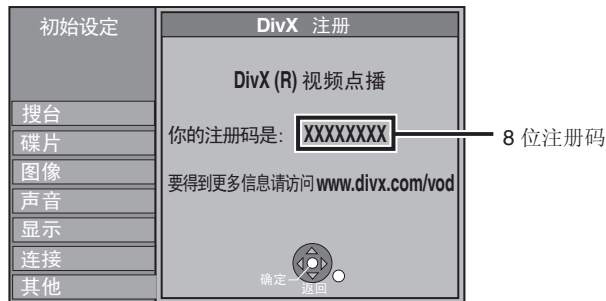 初始设定
搜台
碟片
图像
声音
显示
连接
其他
DivX 注册
DivX (R) 视频点播
你的注册码是: XXXXXXXX
要得到更多信息请访问 www.divx.com/vod
确定
返回
8 位注册码